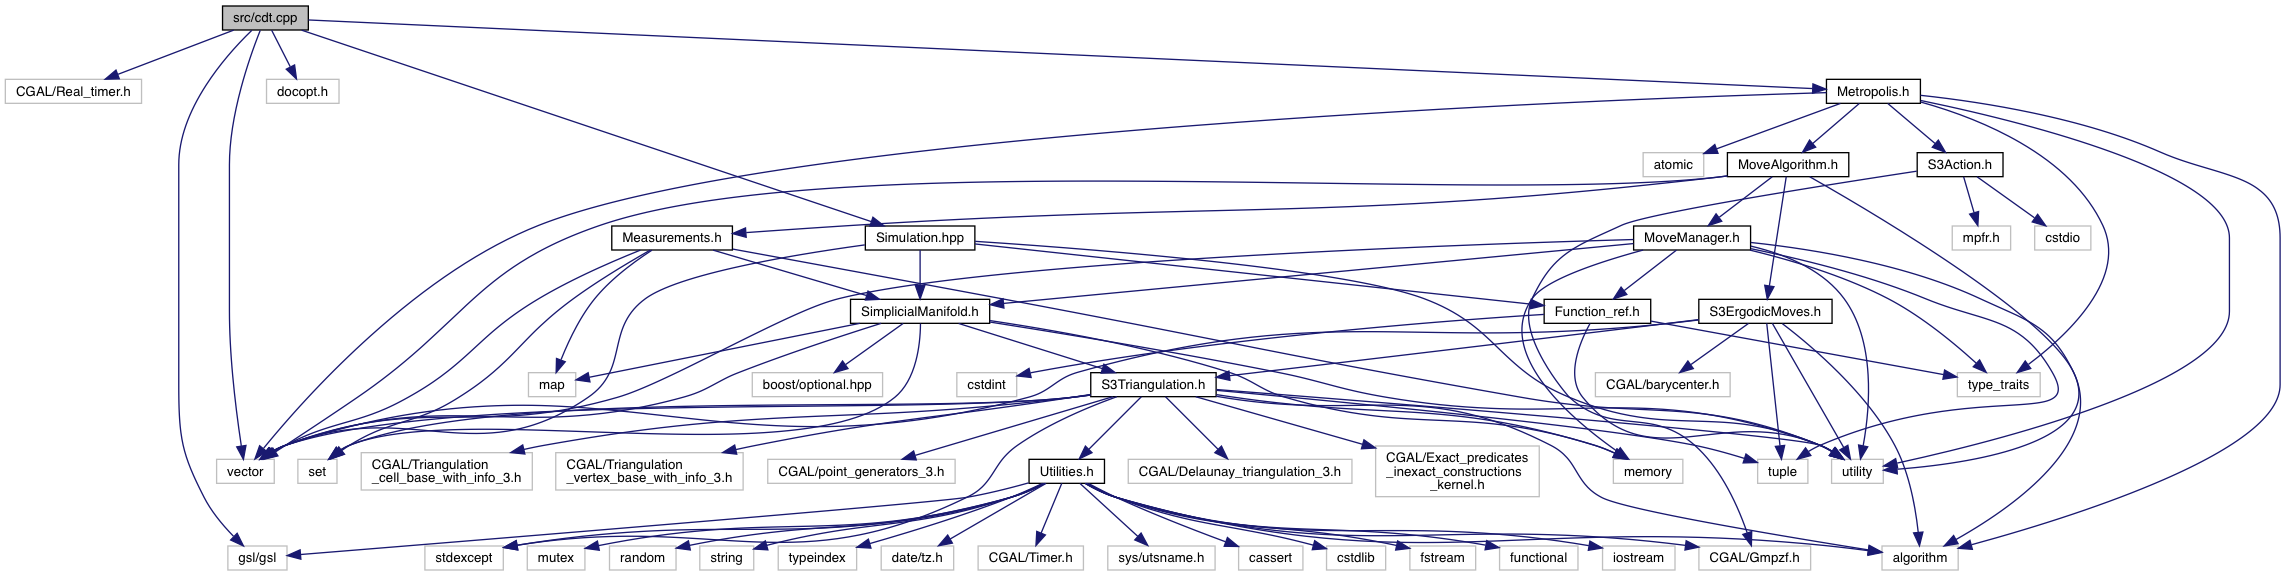 src/cdt.cpp
CGAL/Real_timer.h
docopt.h
Metropolis.h
atomic
MoveAlgorithm.h
S3Action.h
Measurements.h
Simulation.hpp
MoveManager.h
mpfr.h
cstdio
SimplicialManifold.h
Function_ref.h
S3ErgodicMoves.h
map
boost/optional.hpp
cstdint
S3Triangulation.h
CGAL/barycenter.h
type_traits
vector
set
CGAL/Triangulation
_cell_base_with_info_3.h
CGAL/Triangulation
_vertex_base_with_info_3.h
CGAL/point_generators_3.h
Utilities.h
CGAL/Delaunay_triangulation_3.h
CGAL/Exact_predicates
_inexact_constructions
_kernel.h
memory
tuple
utility
gsl/gsl
stdexcept
mutex
random
string
typeindex
date/tz.h
CGAL/Timer.h
sys/utsname.h
cassert
cstdlib
fstream
functional
iostream
CGAL/Gmpzf.h
algorithm